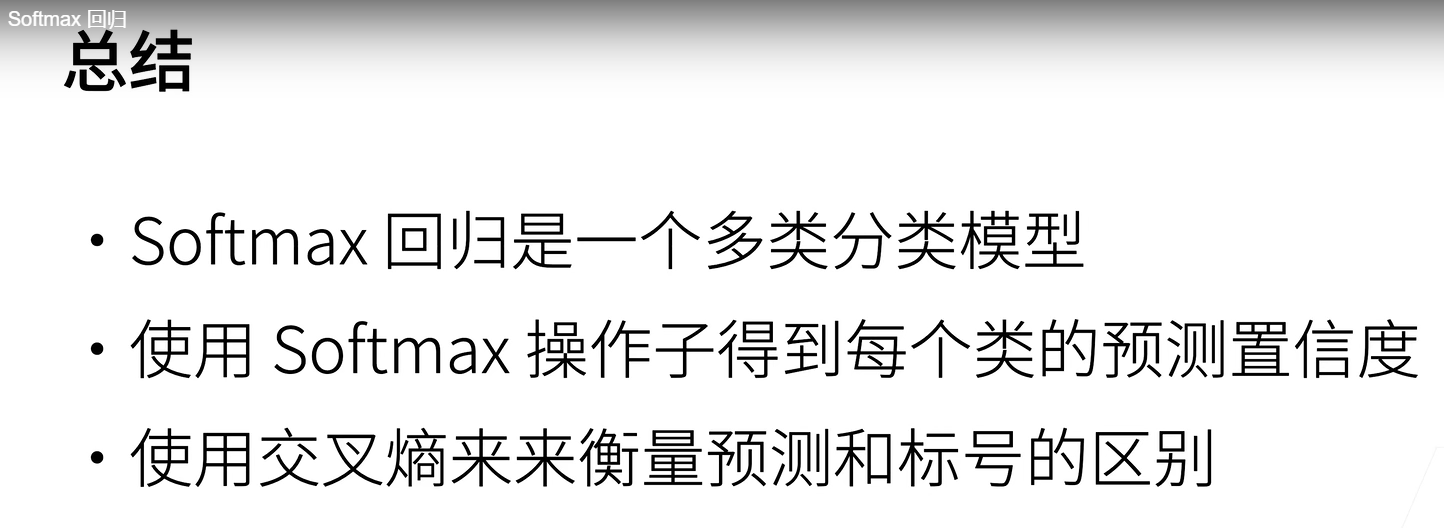 Softmax 回归
总结
• Softmax 回归是一个多类分类模型
• 使用 Softmax 操作子得到每个类的预测置信度
• 使用交叉熵来来衡量预测和标号的区别